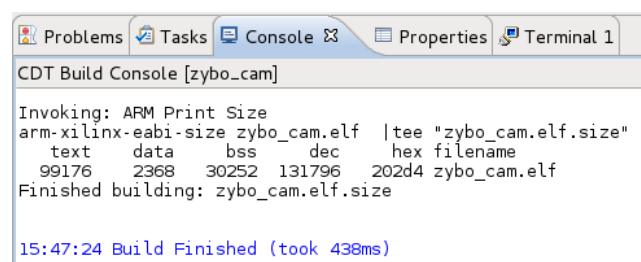 Problems Tasks Console Properties Terminal 1
CDT Build Console [zybo_cam]
Invoking: ARM Print Size
arm-xilinx-eabi-size zybo_cam.elf |tee "zybo_cam.elf.size"
text data bss dec hex filename
99176 2368 30252 131796 202d4 zybo_cam.elf
Finished building: zybo_cam.elf.size
15:47:24 Build Finished (took 438ms)